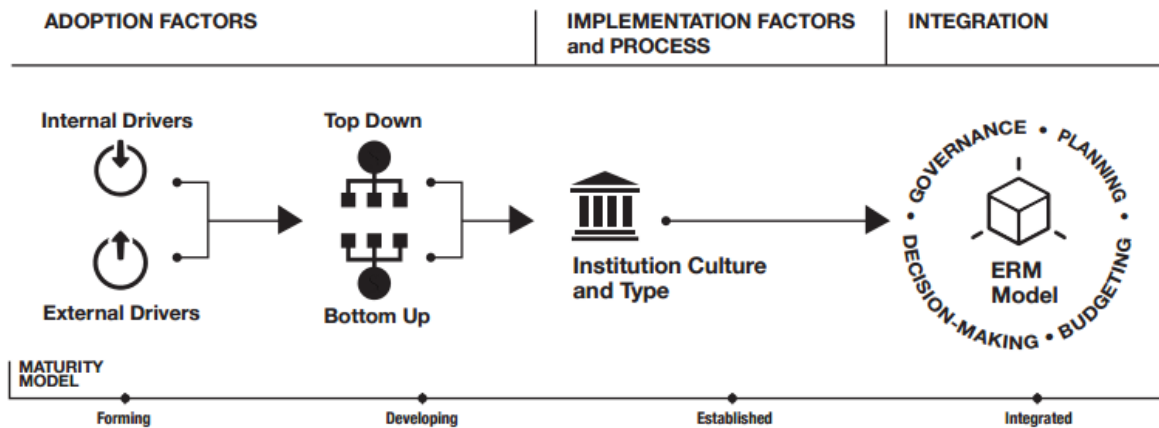 ADOPTION FACTORS
IMPLEMENTATION FACTORS
and PROCESS
INTEGRATION
Internal Drivers
External Drivers
Top Down
Bottom Up
Institution Culture
and Type
• GOVERNANCE • PLANNING • BUDGETING • DECISION-MAKING
ERM
Model
MATURITY
MODEL
Forming
Developing
Established
Integrated